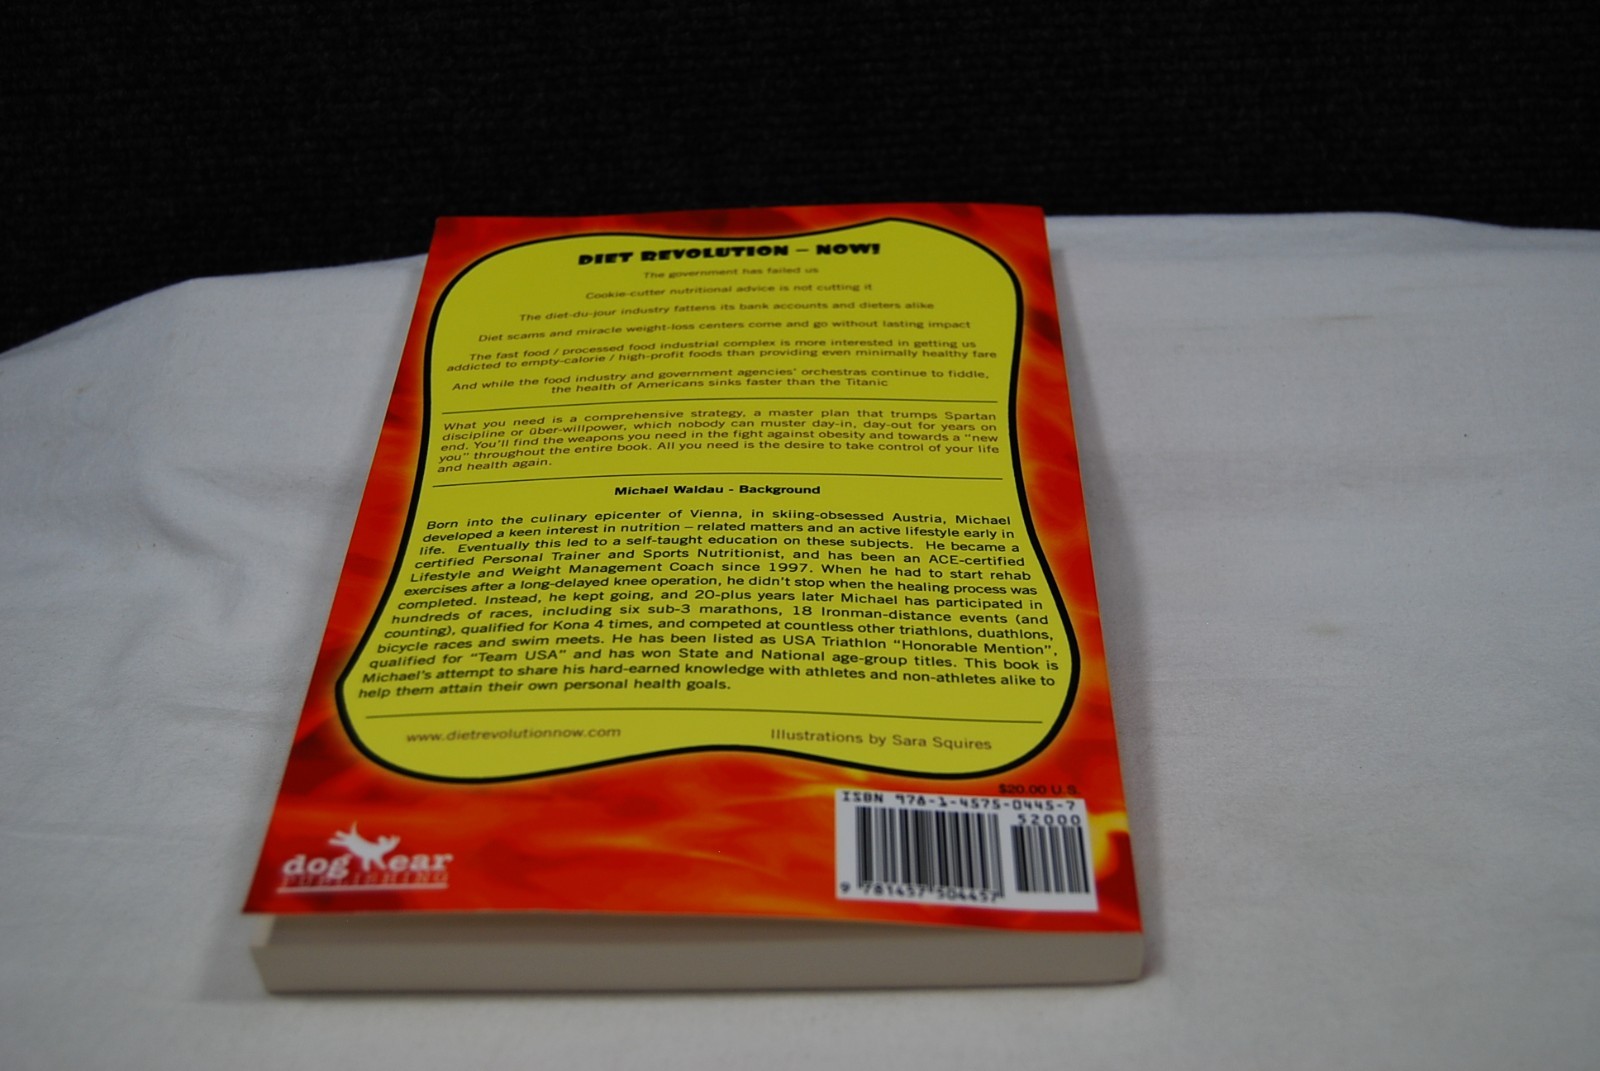 DIET REVOLUTION – NOW!
The government has failed us
Cookie-cutter nutritional advice is not cutting it
The diet-du-jour industry fattens its bank accounts and dieters alike
Diet scams and miracle weight-loss centers come and go without lasting impact
The fast food / processed food industrial complex is more interested in getting us
addicted to empty-calorie / high-profit foods than providing even minimally healthy fare
And while the food industry and government agencies' orchestras continue to fiddle,
the health of Americans sinks faster than the Titanic
What you need is a comprehensive strategy, a master plan that trumps Spartan
discipline or über-willpower, which nobody can muster day-in, day-out for years on
end. You'll find the weapons you need in the fight against obesity and towards a "new
you" throughout the entire book. All you need is the desire to take control of your life
and health again.
Michael Waldau - Background
Born into the culinary epicenter of Vienna, in skiing-obsessed Austria, Michael
developed a keen interest in nutrition – related matters and an active lifestyle early in
life. Eventually this led to a self-taught education on these subjects. He became a
certified Personal Trainer and Sports Nutritionist, and has been an ACE-certified
Lifestyle and Weight Management Coach since 1997. When he had to start rehab
exercises after a long-delayed knee operation, he didn't stop when the healing process was
completed. Instead, he kept going, and 20-plus years later Michael has participated in
hundreds of races, including six sub-3 marathons, 18 Ironman-distance events (and
counting), qualified for Kona 4 times, and competed at countless other triathlons, duathlons,
bicycle races and swim meets. He has been listed as USA Triathlon "Honorable Mention",
qualified for "Team USA" and has won State and National age-group titles. This book is
Michael's attempt to share his hard-earned knowledge with athletes and non-athletes alike to
help them attain their own personal health goals.
www.dietrevolutionnow.com
Illustrations by Sara Squires
$20.00 U.S.
ISBN 978-1-4575-0445-7
52000
9 781457 504457
dog ear
PUBLISHING